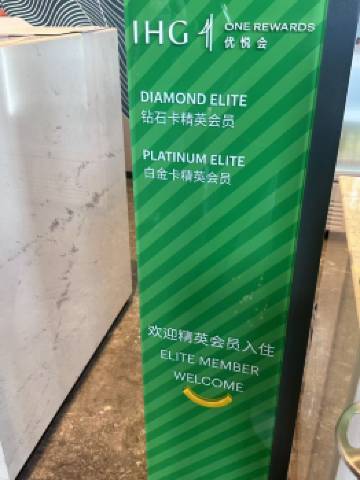 IHG ONE REWARDS
优悦会
DIAMOND ELITE
钻石卡精英会员
PLATINUM ELITE
白金卡精英会员
欢迎精英会员入住
ELITE MEMBER
WELCOME